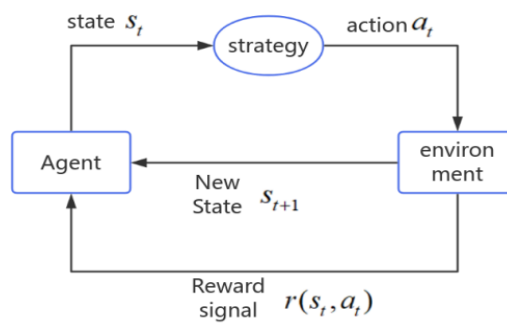 state s_t
strategy
action a_t
Agent
environ
ment
New
State s_{t+1}
Reward
signal r(s_t, a_t)